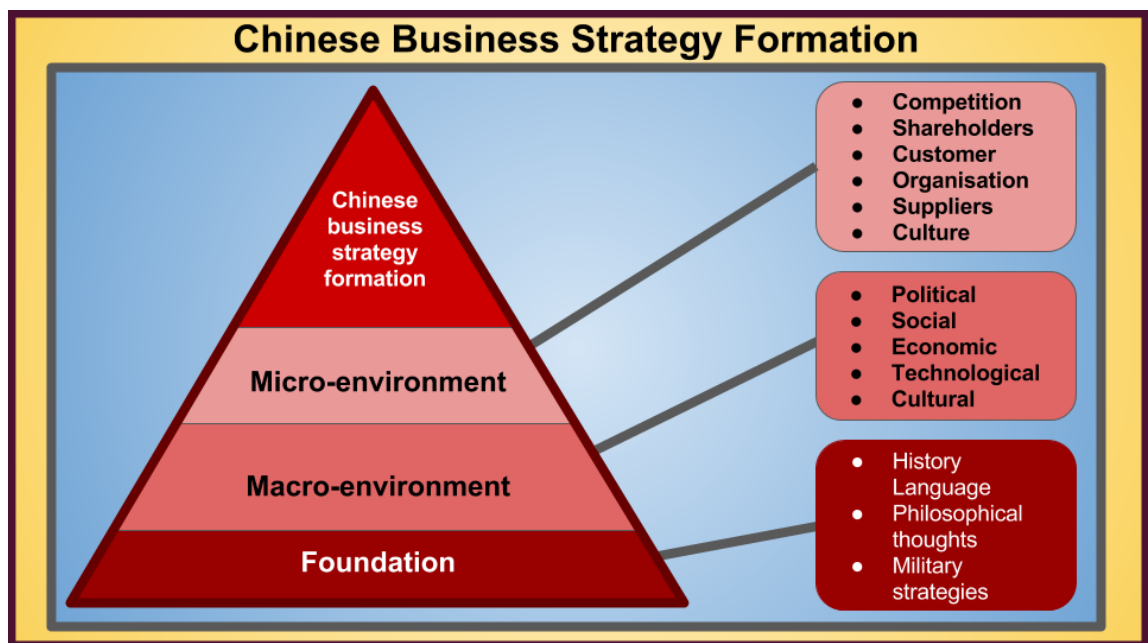 Chinese Business Strategy Formation
Chinese
business
strategy
formation
Micro-environment
Macro-environment
Foundation
● Competition
● Shareholders
● Customer
● Organisation
● Suppliers
● Culture
● Political
● Social
● Economic
● Technological
● Cultural
● History
Language
● Philosophical
thoughts
● Military
strategies